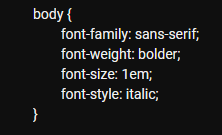 body {
font-family: sans-serif;
font-weight: bolder;
font-size: 1em;
font-style: italic;
}